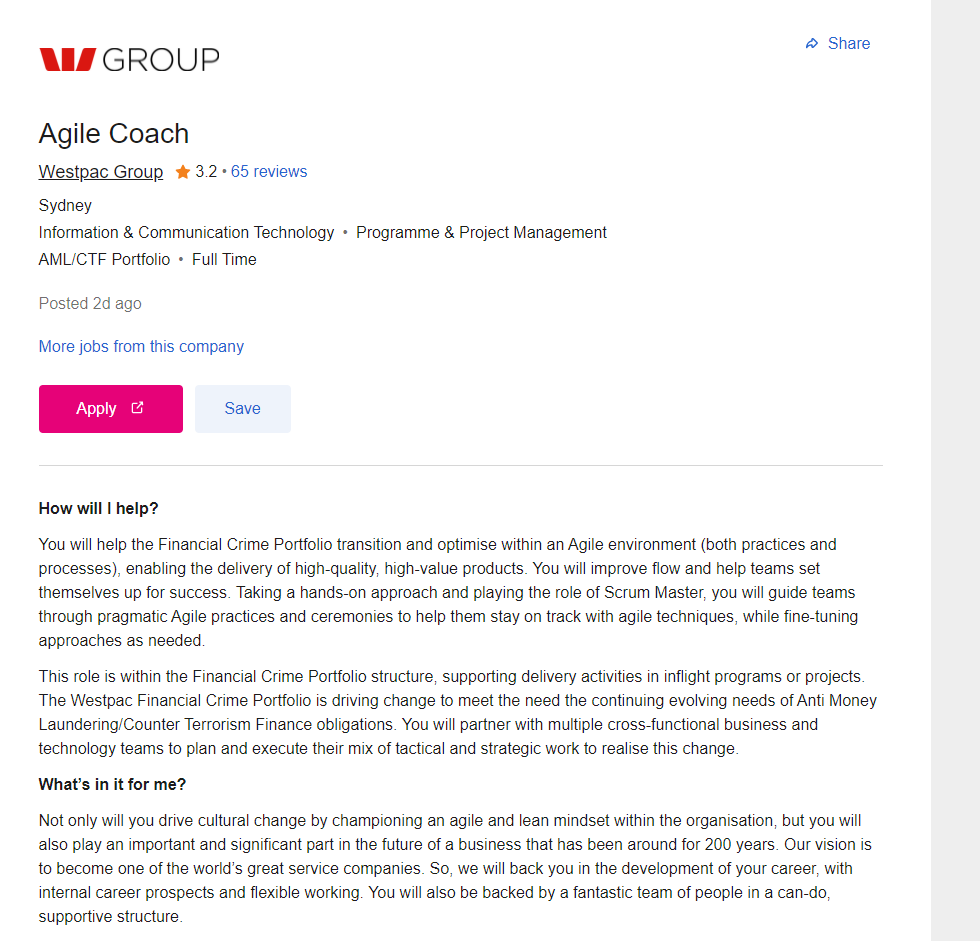 GROUP
Share
Agile Coach
Westpac Group 3.2 • 65 reviews
Sydney
Information & Communication Technology • Programme & Project Management
AML/CTF Portfolio • Full Time
Posted 2d ago
More jobs from this company
Apply
Save
How will I help?
You will help the Financial Crime Portfolio transition and optimise within an Agile environment (both practices and
processes), enabling the delivery of high-quality, high-value products. You will improve flow and help teams set
themselves up for success. Taking a hands-on approach and playing the role of Scrum Master, you will guide teams
through pragmatic Agile practices and ceremonies to help them stay on track with agile techniques, while fine-tuning
approaches as needed.
This role is within the Financial Crime Portfolio structure, supporting delivery activities in inflight programs or projects.
The Westpac Financial Crime Portfolio is driving change to meet the need the continuing evolving needs of Anti Money
Laundering/Counter Terrorism Finance obligations. You will partner with multiple cross-functional business and
technology teams to plan and execute their mix of tactical and strategic work to realise this change.
What’s in it for me?
Not only will you drive cultural change by championing an agile and lean mindset within the organisation, but you will
also play an important and significant part in the future of a business that has been around for 200 years. Our vision is
to become one of the world’s great service companies. So, we will back you in the development of your career, with
internal career prospects and flexible working. You will also be backed by a fantastic team of people in a can-do,
supportive structure.